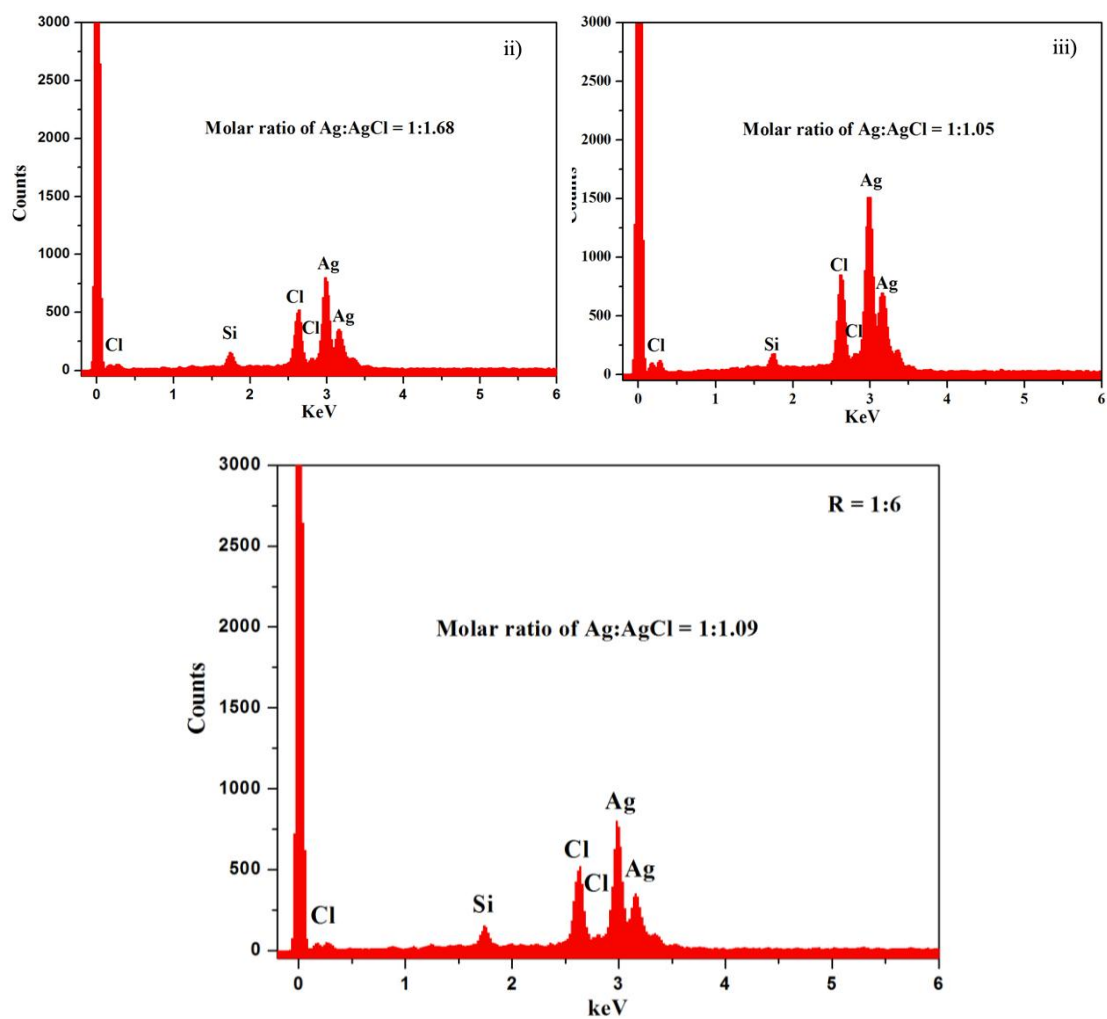 ii)
Molar ratio of Ag:AgCl = 1:1.68
3000
2500
2000
1500
1000
500
0
Counts
Cl
Si
Cl
Cl
Ag
Ag
0 1 2 3 4 5 6
KeV
iii)
Molar ratio of Ag:AgCl = 1:1.05
3000
2500
2000
1500
1000
500
0
Counts
Cl
Si
Cl
Cl
Ag
Ag
0 1 2 3 4 5 6
KeV
R = 1:6
Molar ratio of Ag:AgCl = 1:1.09
3000
2500
2000
1500
1000
500
0
Counts
Cl
Si
Cl
Cl
Ag
Ag
0 1 2 3 4 5 6
keV